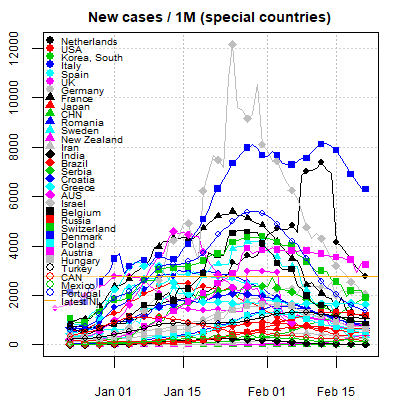 New cases / 1M (special countries)
12000
10000
8000
6000
4000
2000
0
Netherlands
USA
Korea, South
Italy
Spain
UK
Germany
France
Japan
CHN
Romania
Sweden
New Zealand
Iran
India
Brazil
Serbia
Croatia
Greece
AUS
Israel
Belgium
Russia
Switzerland
Denmark
Poland
Austria
Hungary
Turkey
CAN
Mexico
Portugal
latest NL
Jan 01
Jan 15
Feb 01
Feb 15